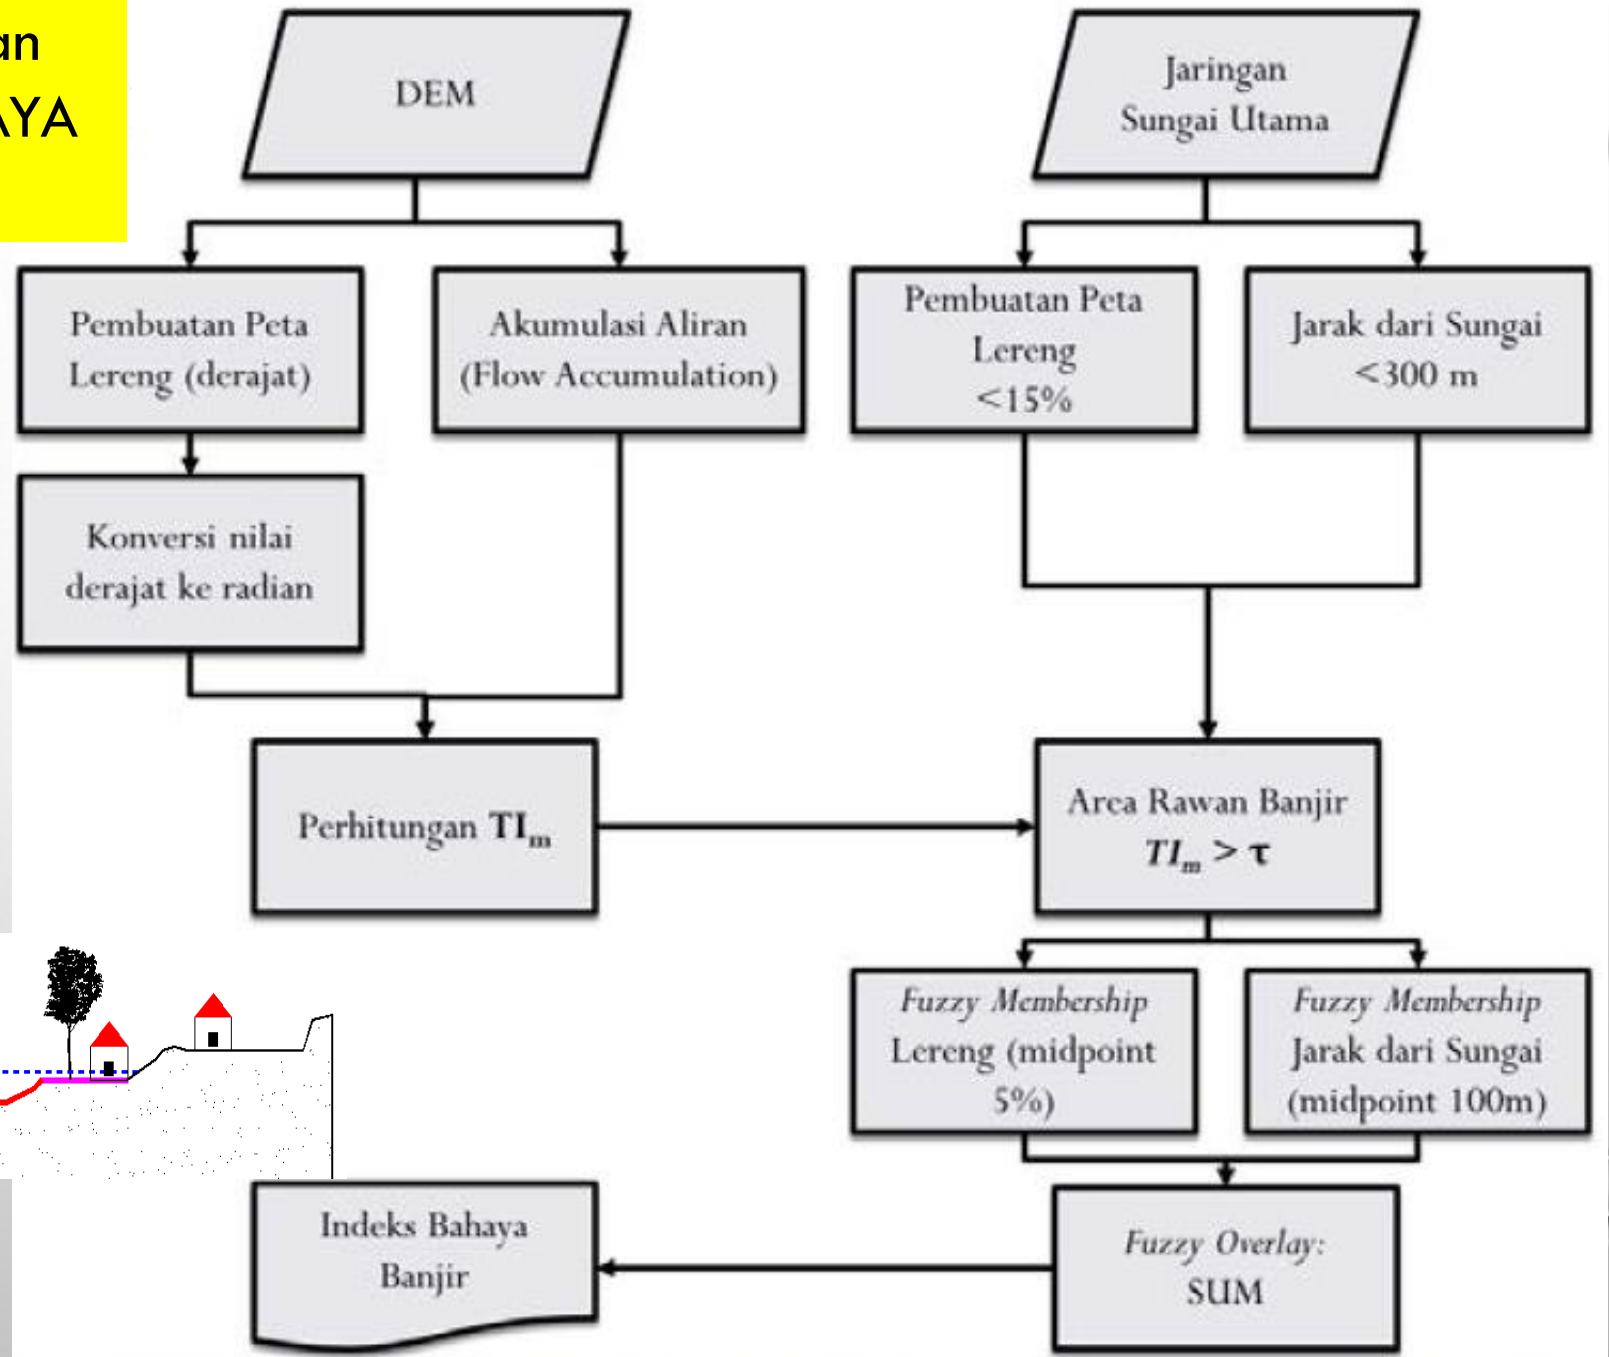 an
AYA
DEM
Jaringan
Sungai Utama
Pembuatan Peta
Lereng (derajat)
Akumulasi Aliran
(Flow Accumulation)
Pembuatan Peta
Lereng
<15%
Jarak dari Sungai
<300 m
Konversi nilai
derajat ke radian
Perhitungan TIm
Area Rawan Banjir
TIm > τ
Fuzzy Membership
Lereng (midpoint
5%)
Fuzzy Membership
Jarak dari Sungai
(midpoint 100m)
Fuzzy Overlay:
SUM
Indeks Bahaya
Banjir